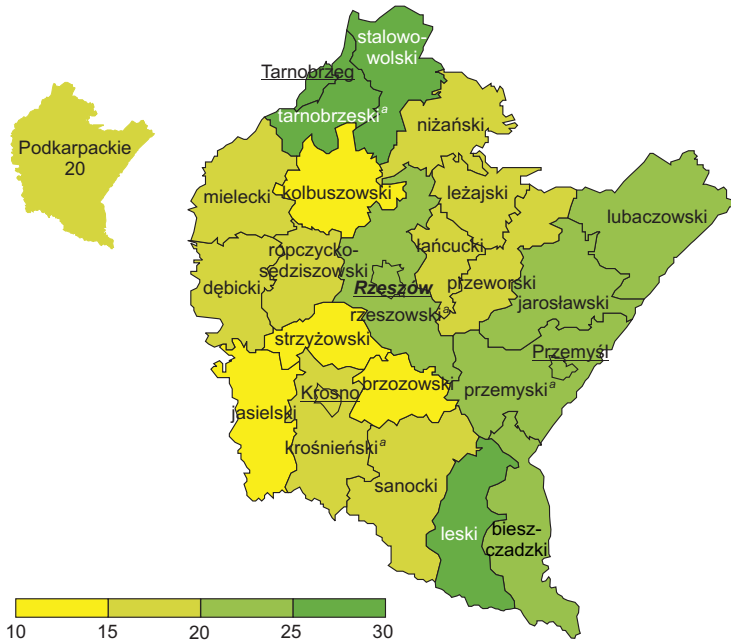 stalowo-
wolski
Tarnobrzeg
tarnobrzeski a
niżański
Podkarpackie
20
mielecki
kolbuszowski
leżajski
lubaczowski
ropczycko-
sędziszowski
łańcucki
dębicki
Rzeszów
przeworski
jarosławski
rzeszowski a
strzyżowski
Przemyśl
brzozowski
przemyski a
Krosno
jasielski
krośnieński a
sanocki
leski
biesz-
czadzki
10 15 20 25 30